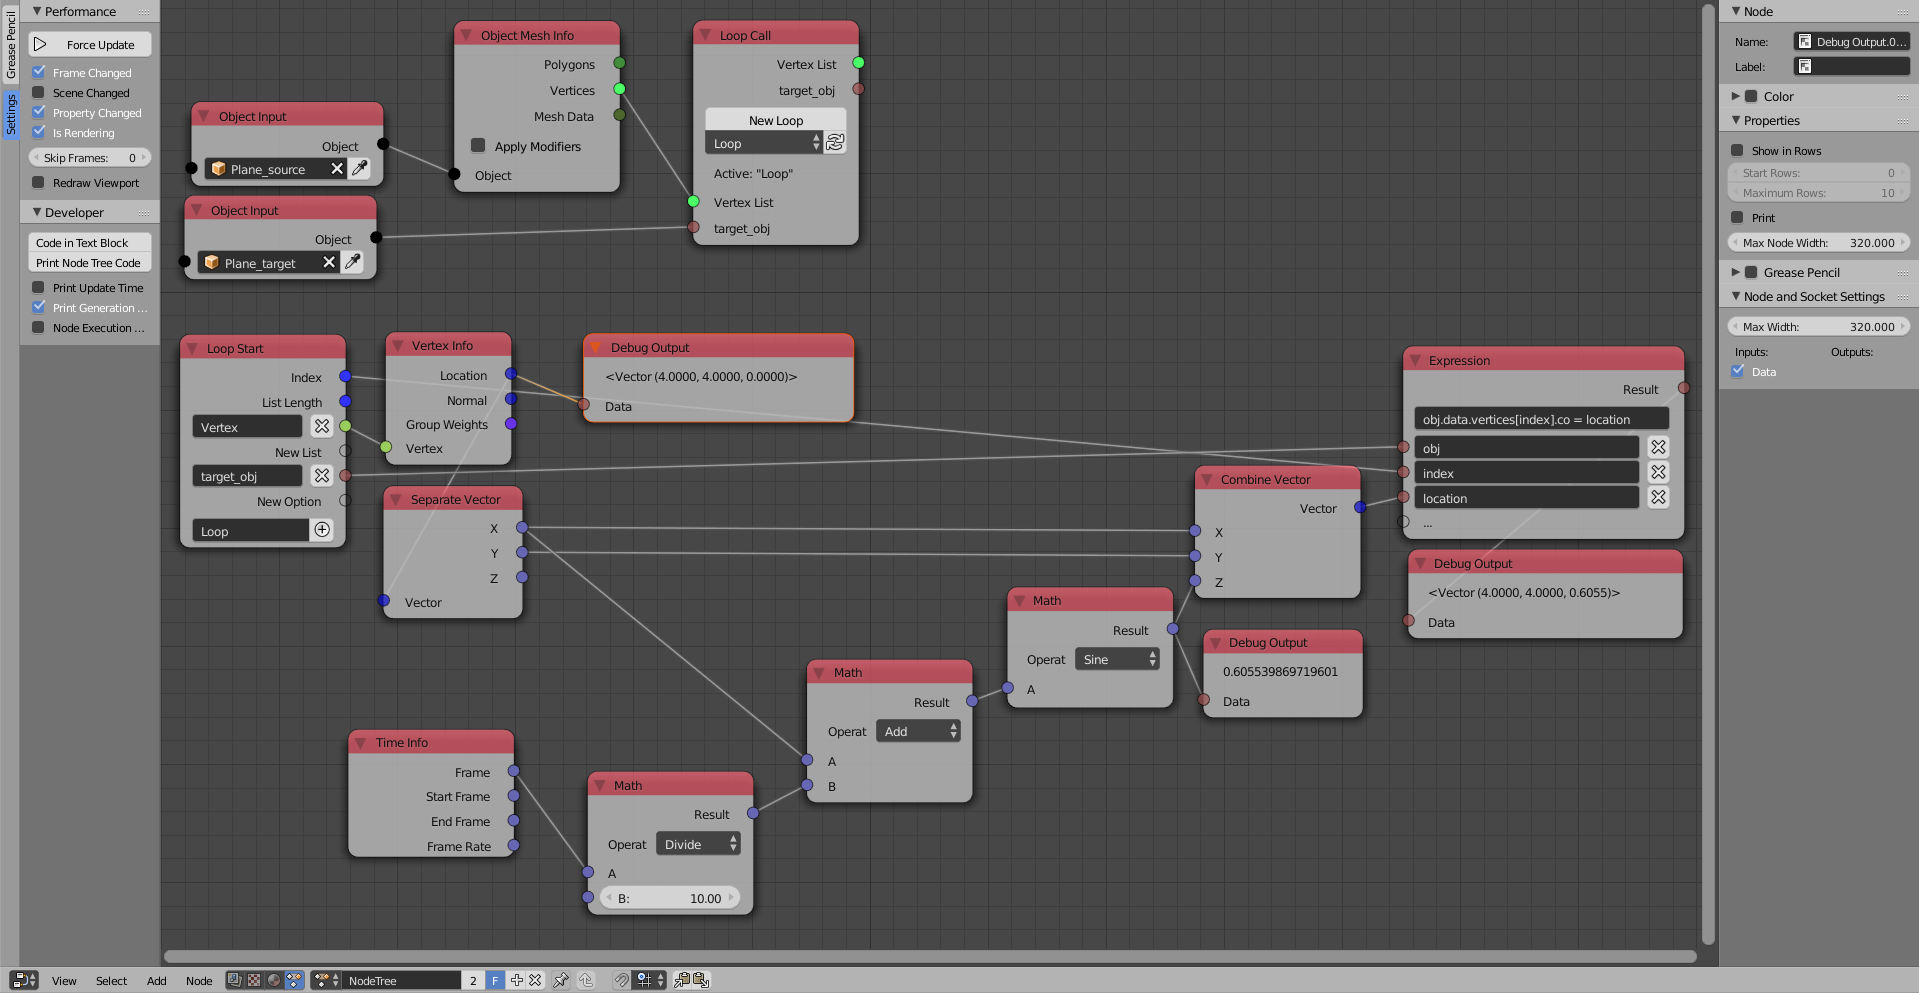 Grease Pencil
Settings
Performance
Force Update
Frame Changed
Scene Changed
Property Changed
Is Rendering
Skip Frames: 0
Redraw Viewport
Developer
Code in Text Block
Print Node Tree Code
Print Update Time
Print Generation ...
Node Execution ...
Object Input
Object
Plane_source
Object Input
Object
Plane_target
Object Mesh Info
Polygons
Vertices
Mesh Data
Apply Modifiers
Object
Loop Call
Vertex List
target_obj
New Loop
Loop
Active: "Loop"
Vertex List
target_obj
Loop Start
Index
List Length
Vertex
New List
target_obj
New Option
Loop
Vertex Info
Location
Normal
Group Weights
Vertex
Debug Output
<Vector (4.0000, 4.0000, 0.0000)>
Data
Separate Vector
X
Y
Z
Vector
Time Info
Frame
Start Frame
End Frame
Frame Rate
Math
Result
Operat Divide
A
B: 10.00
Math
Result
Operat Add
A
B
Math
Result
Operat Sine
A
Combine Vector
Vector
X
Y
Z
Debug Output
0.605539869719601
Data
Expression
Result
obj.data.vertices[index].co = location
obj
index
location
...
Debug Output
<Vector (4.0000, 4.0000, 0.6055)>
Data
Node
Name: Debug Output.0...
Label:
Color
Properties
Show in Rows
Start Rows: 0
Maximum Rows: 10
Print
Max Node Width: 320.000
Grease Pencil
Node and Socket Settings
Max Width: 320.000
Inputs: Outputs:
Data
View Select Add Node NodeTree 2 F